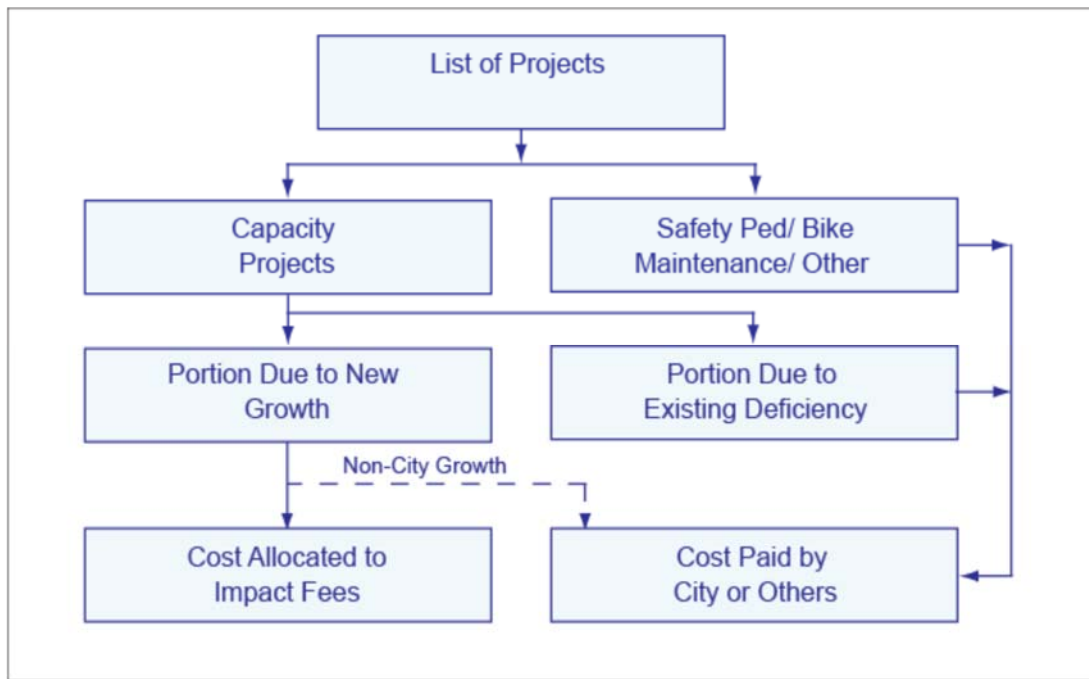 List of Projects
Capacity
Projects
Safety Ped/ Bike
Maintenance/ Other
Portion Due to New
Growth
Portion Due to
Existing Deficiency
Non-City Growth
Cost Allocated to
Impact Fees
Cost Paid by
City or Others